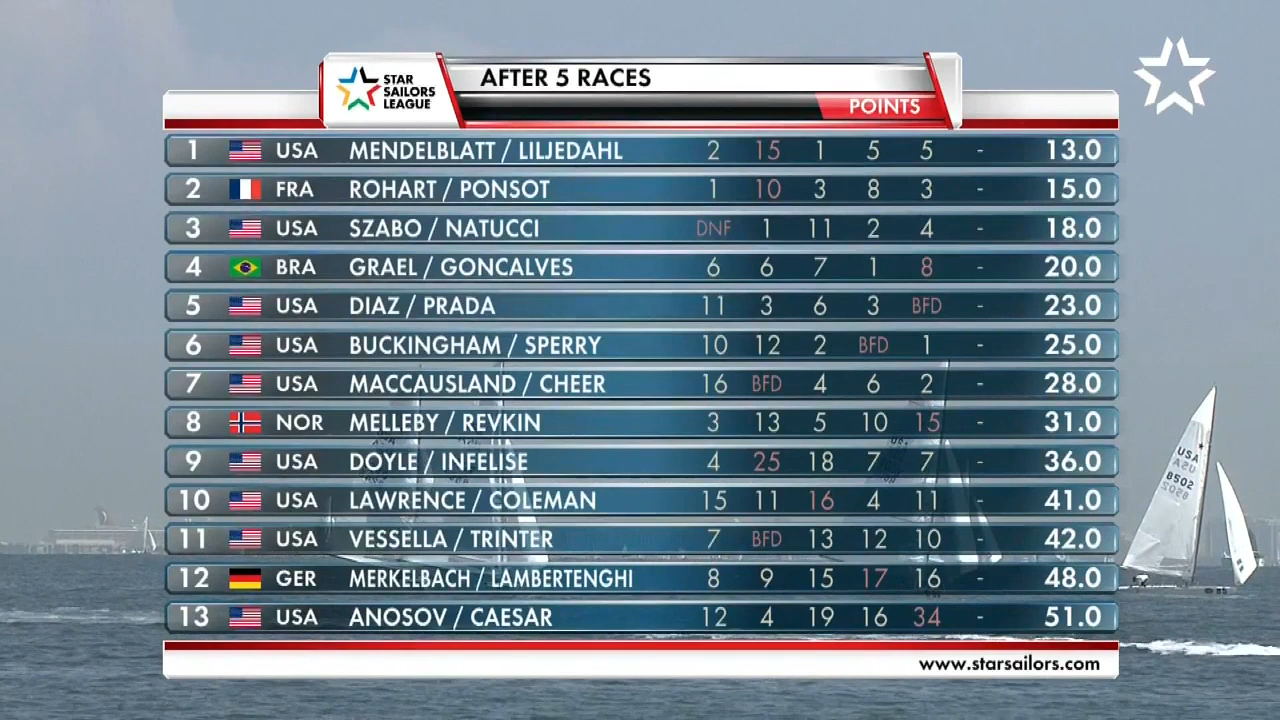 STAR
SAILORS
LEAGUE
AFTER 5 RACES
POINTS
1 USA MENDELBLATT / LILJEDAHL 2 15 1 5 5 - 13.0
2 FRA ROHART / PONSOT 1 10 3 8 3 - 15.0
3 USA SZABO / NATUCCI DNF 1 11 2 4 - 18.0
4 BRA GRAEL / GONCALVES 6 6 7 1 8 - 20.0
5 USA DIAZ / PRADA 11 3 6 3 BFD - 23.0
6 USA BUCKINGHAM / SPERRY 10 12 2 BFD 1 - 25.0
7 USA MACCAUSLAND / CHEER 16 BFD 4 6 2 - 28.0
8 NOR MELLEBY / REVKIN 3 13 5 10 15 - 31.0
9 USA DOYLE / INFELISE 4 25 18 7 7 - 36.0
10 USA LAWRENCE / COLEMAN 15 11 16 4 11 - 41.0
11 USA VESSELLA / TRINTER 7 BFD 13 12 10 - 42.0
12 GER MERKELBACH / LAMBERTENGHI 8 9 15 17 16 - 48.0
13 USA ANOSOV / CAESAR 12 4 19 16 34 - 51.0
www.starsailors.com
USA
8502